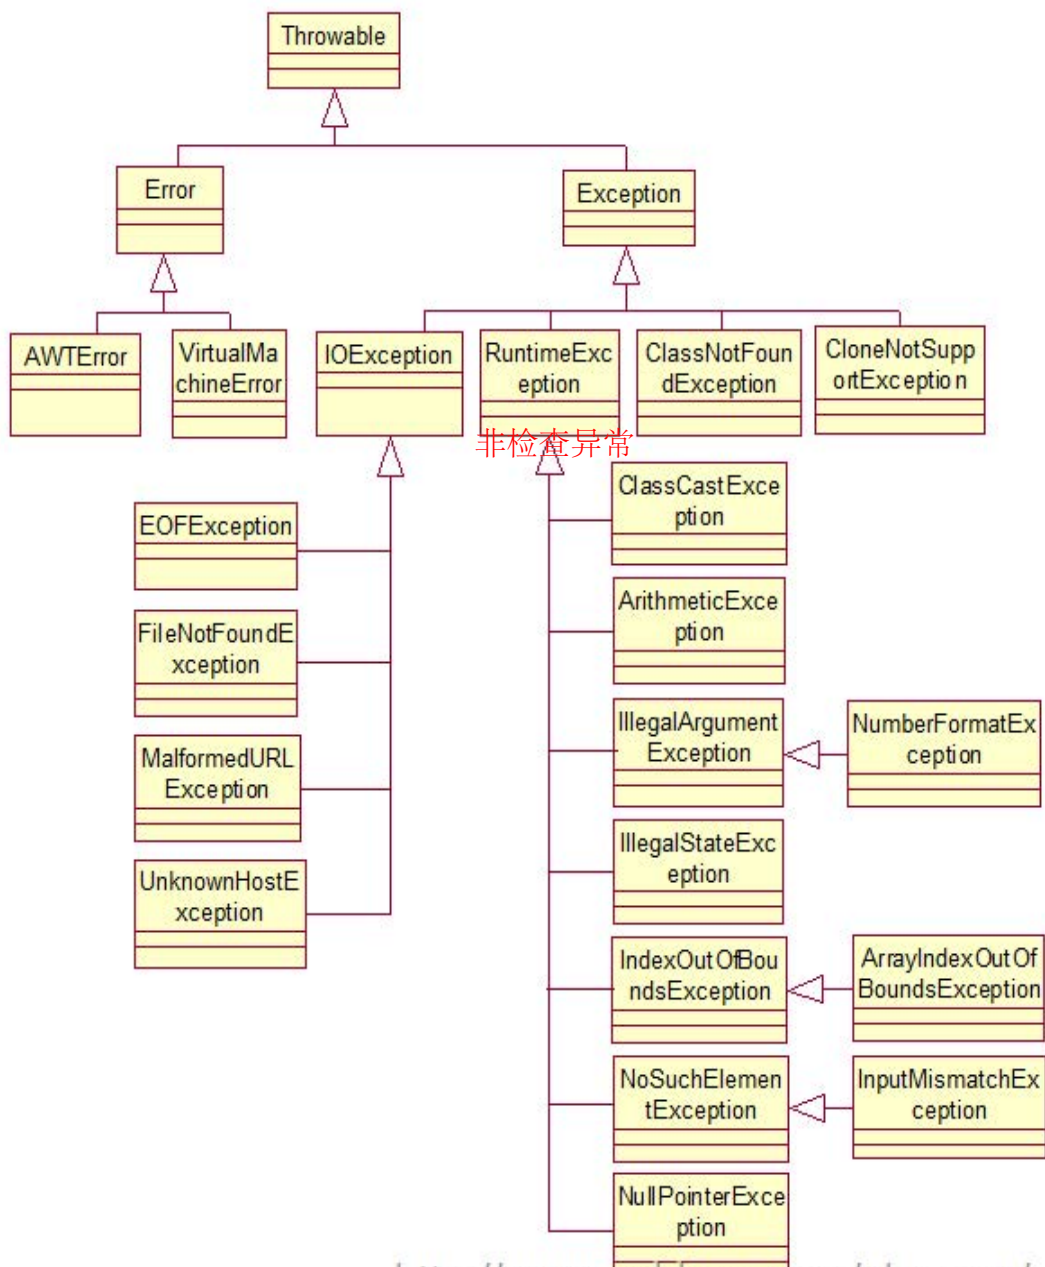 Throwable
Error
Exception
AWTError
VirtualMa
chineError
IOException
RuntimeExc
eption
ClassNotFoun
dException
CloneNotSupp
ortException
非检查异常
ClassCastExce
ption
EOFException
ArithmeticExce
ption
FileNotFoundE
xception
IllegalArgument
Exception
NumberFormatEx
ception
MalformedURL
Exception
IllegalStateExc
eption
UnknownHostE
xception
IndexOutOfBou
ndsException
ArrayIndexOutOf
BoundsException
NoSuchElemen
tException
InputMismatchEx
ception
NullPointerExce
ption